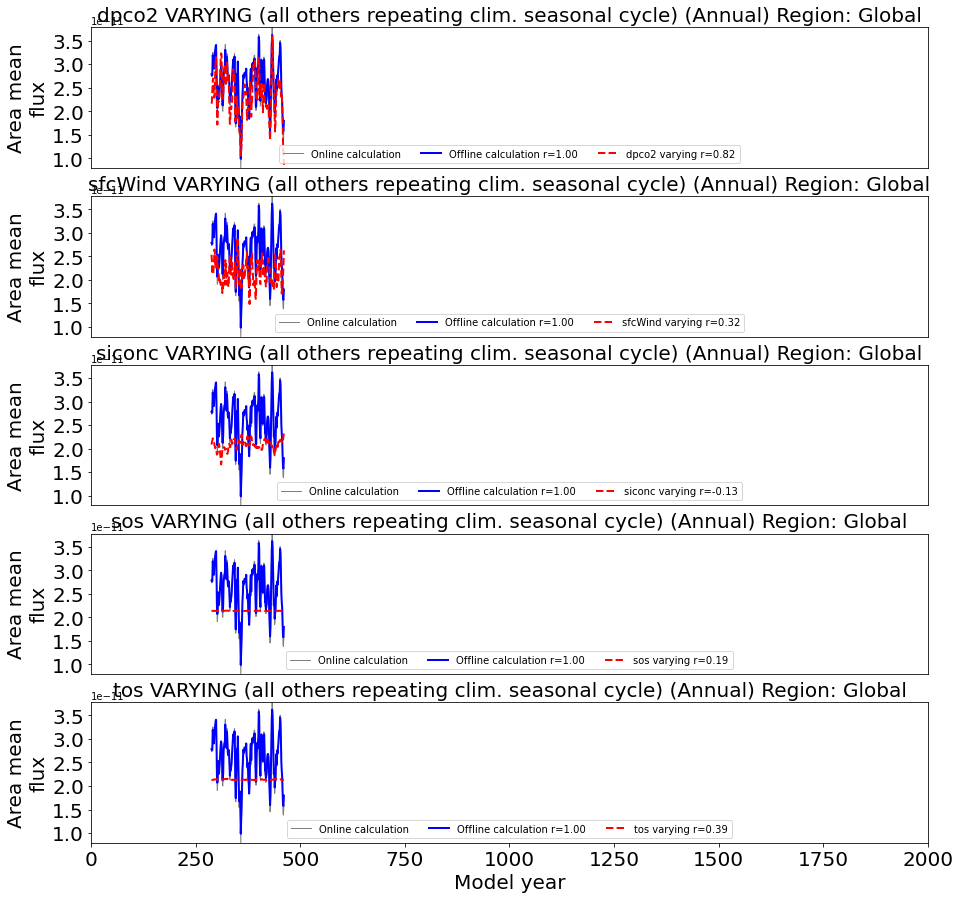 dpco2 VARYING (all others repeating clim. seasonal cycle) (Annual) Region: Global
1e−11
3.5
3.0
2.5
2.0
1.5
1.0
Area mean
flux
Online calculation
Offline calculation r=1.00
dpco2 varying r=0.82
sfcWind VARYING (all others repeating clim. seasonal cycle) (Annual) Region: Global
1e−11
3.5
3.0
2.5
2.0
1.5
1.0
Area mean
flux
Online calculation
Offline calculation r=1.00
sfcWind varying r=0.32
siconc VARYING (all others repeating clim. seasonal cycle) (Annual) Region: Global
1e−11
3.5
3.0
2.5
2.0
1.5
1.0
Area mean
flux
Online calculation
Offline calculation r=1.00
siconc varying r=-0.13
sos VARYING (all others repeating clim. seasonal cycle) (Annual) Region: Global
1e−11
3.5
3.0
2.5
2.0
1.5
1.0
Area mean
flux
Online calculation
Offline calculation r=1.00
sos varying r=0.19
tos VARYING (all others repeating clim. seasonal cycle) (Annual) Region: Global
1e−11
3.5
3.0
2.5
2.0
1.5
1.0
Area mean
flux
Online calculation
Offline calculation r=1.00
tos varying r=0.39
0 250 500 750 1000 1250 1500 1750 2000
Model year